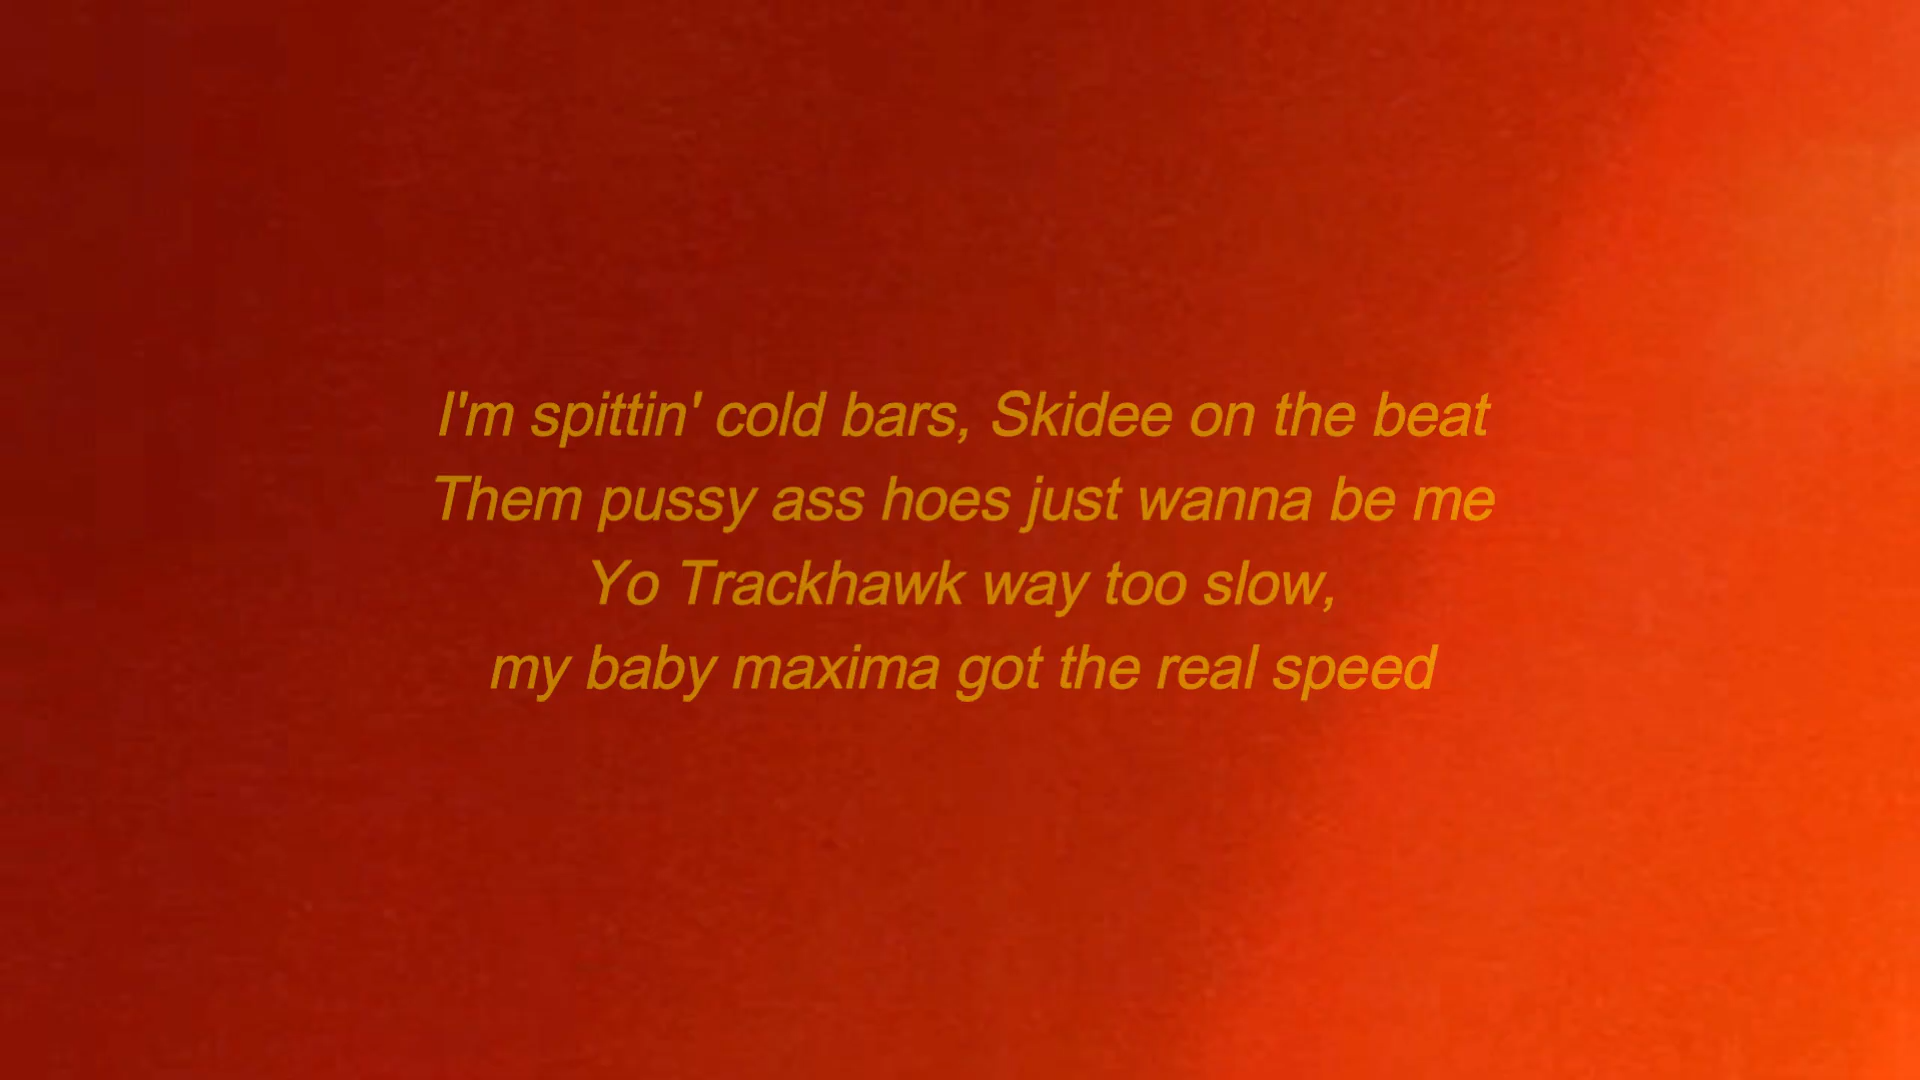 I'm spittin' cold bars, Skidee on the beat
Them pussy ass hoes just wanna be me
Yo Trackhawk way too slow,
my baby maxima got the real speed